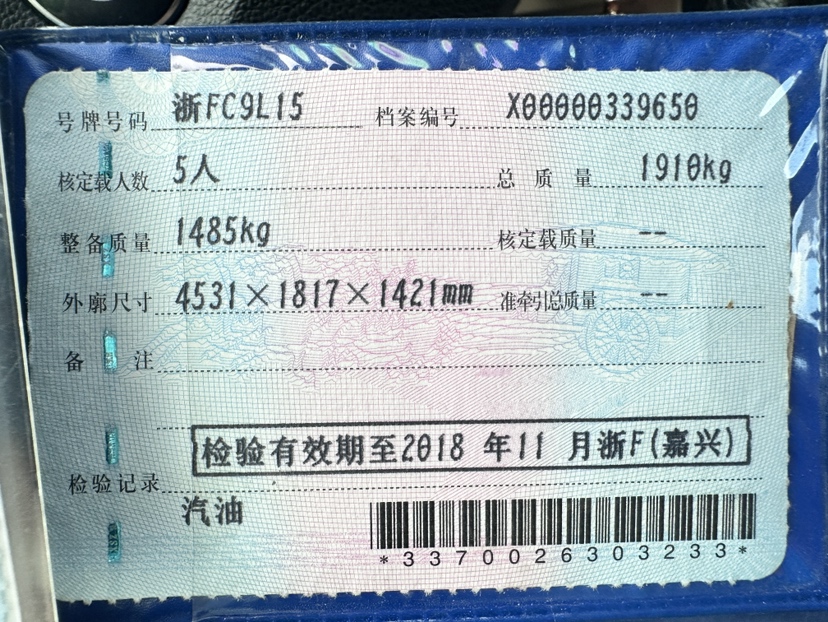 号牌号码 浙FC9L15 档案编号 X00000339650
核定载人数 5人 总质量 1910kg
整备质量 1485kg 核定载质量 --
外廓尺寸 4531×1817×1421mm 准牵引总质量 --
备注
检验有效期至2018 年11 月浙F(嘉兴)
检验记录
汽油
*3370026303233*